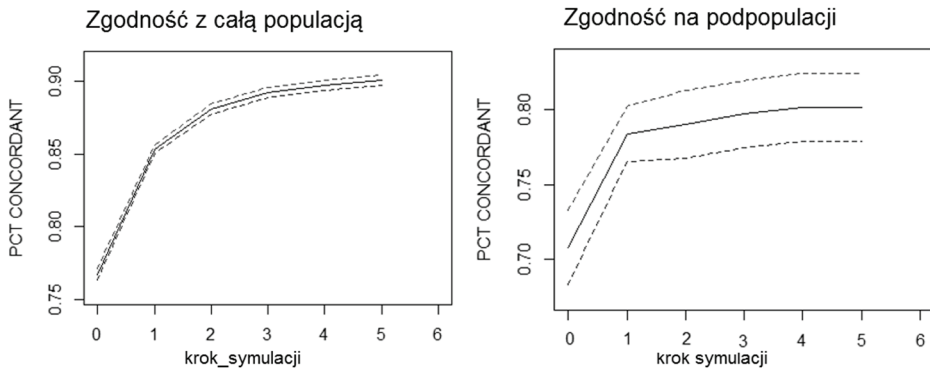 Zgodność z całą populacją
PCT CONCORDANT
0.90
0.85
0.80
0.75
0 1 2 3 4 5 6
krok_symulacji
Zgodność na podpopulacji
PCT CONCORDANT
0.80
0.75
0.70
0 1 2 3 4 5 6
krok symulacji